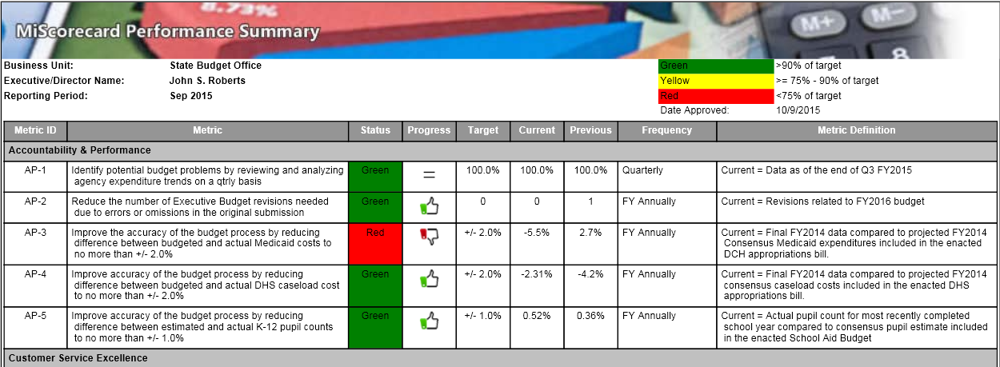 8.73%
MiScorecard Performance Summary
M+ M-
8
Business Unit: State Budget Office Green >90% of target
Executive/Director Name: John S. Roberts Yellow >= 75% - 90% of target
Reporting Period: Sep 2015 Red <75% of target
Date Approved: 10/9/2015
Metric ID Metric Status Progress Target Current Previous Frequency Metric Definition
Accountability & Performance
AP-1 Identify potential budget problems by reviewing and analyzing Green = 100.0% 100.0% 100.0% Quarterly Current = Data as of the end of Q3 FY2015
agency expenditure trends on a qtrly basis
AP-2 Reduce the number of Executive Budget revisions needed Green 0 0 1 FY Annually Current = Revisions related to FY2016 budget
due to errors or omissions in the original submission
AP-3 Improve the accuracy of the budget process by reducing Red +/- 2.0% -5.5% 2.7% FY Annually Current = Final FY2014 data compared to projected FY2014
difference between budgeted and actual Medicaid costs to Consensus Medicaid expenditures included in the enacted
no more than +/- 2.0% DCH appropriations bill.
AP-4 Improve accuracy of the budget process by reducing Green +/- 2.0% -2.31% -4.2% FY Annually Current = Final FY2014 data compared to projected FY2014
difference between budgeted and actual DHS caseload cost consensus caseload costs included in the enacted DHS
to no more than +/- 2.0% appropriations bill.
AP-5 Improve accuracy of the budget process by reducing Green +/- 1.0% 0.52% 0.36% FY Annually Current = Actual pupil count for most recently completed
difference between estimated and actual K-12 pupil counts school year compared to consensus pupil estimate included
to no more than +/- 1.0% in the enacted School Aid Budget
Customer Service Excellence